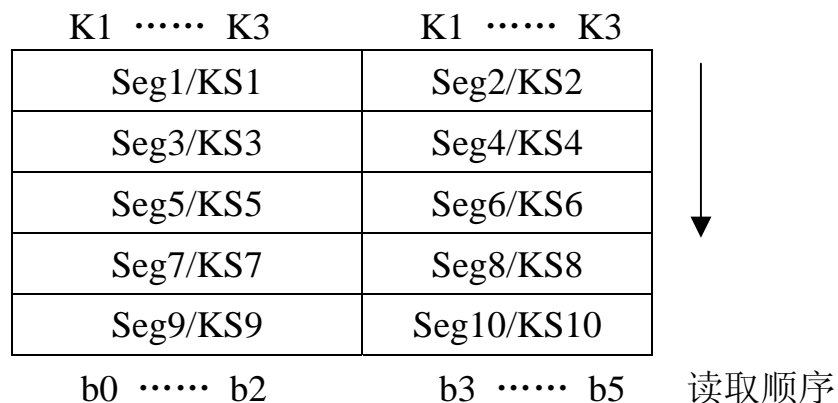 K1 …… K3 K1 …… K3
Seg1/KS1 Seg2/KS2
Seg3/KS3 Seg4/KS4
Seg5/KS5 Seg6/KS6
Seg7/KS7 Seg8/KS8
Seg9/KS9 Seg10/KS10
b0 …… b2 b3 …… b5 读取顺序